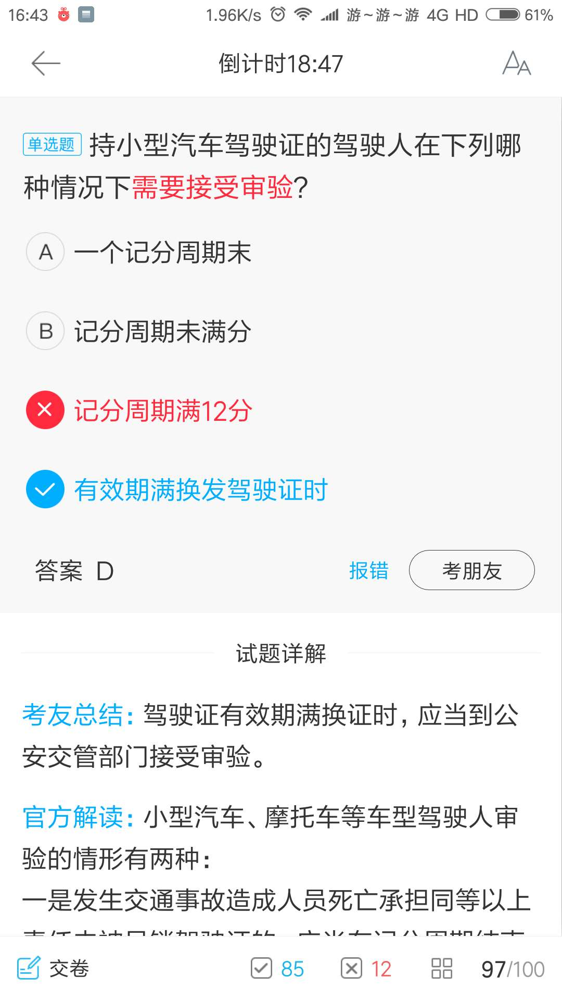 16:43 1.96K/s 游~游~游 4G HD 61%
倒计时18:47 AA
单选题 持小型汽车驾驶证的驾驶人在下列哪
种情况下需要接受审验?
A 一个记分周期末
B 记分周期未满分
记分周期满12分
有效期满换发驾驶证时
答案 D 报错 考朋友
试题详解
考友总结:驾驶证有效期满换证时,应当到公
安交管部门接受审验。
官方解读:小型汽车、摩托车等车型驾驶人审
验的情形有两种:
一是发生交通事故造成人员死亡承担同等以上
交卷 85 12 97/100